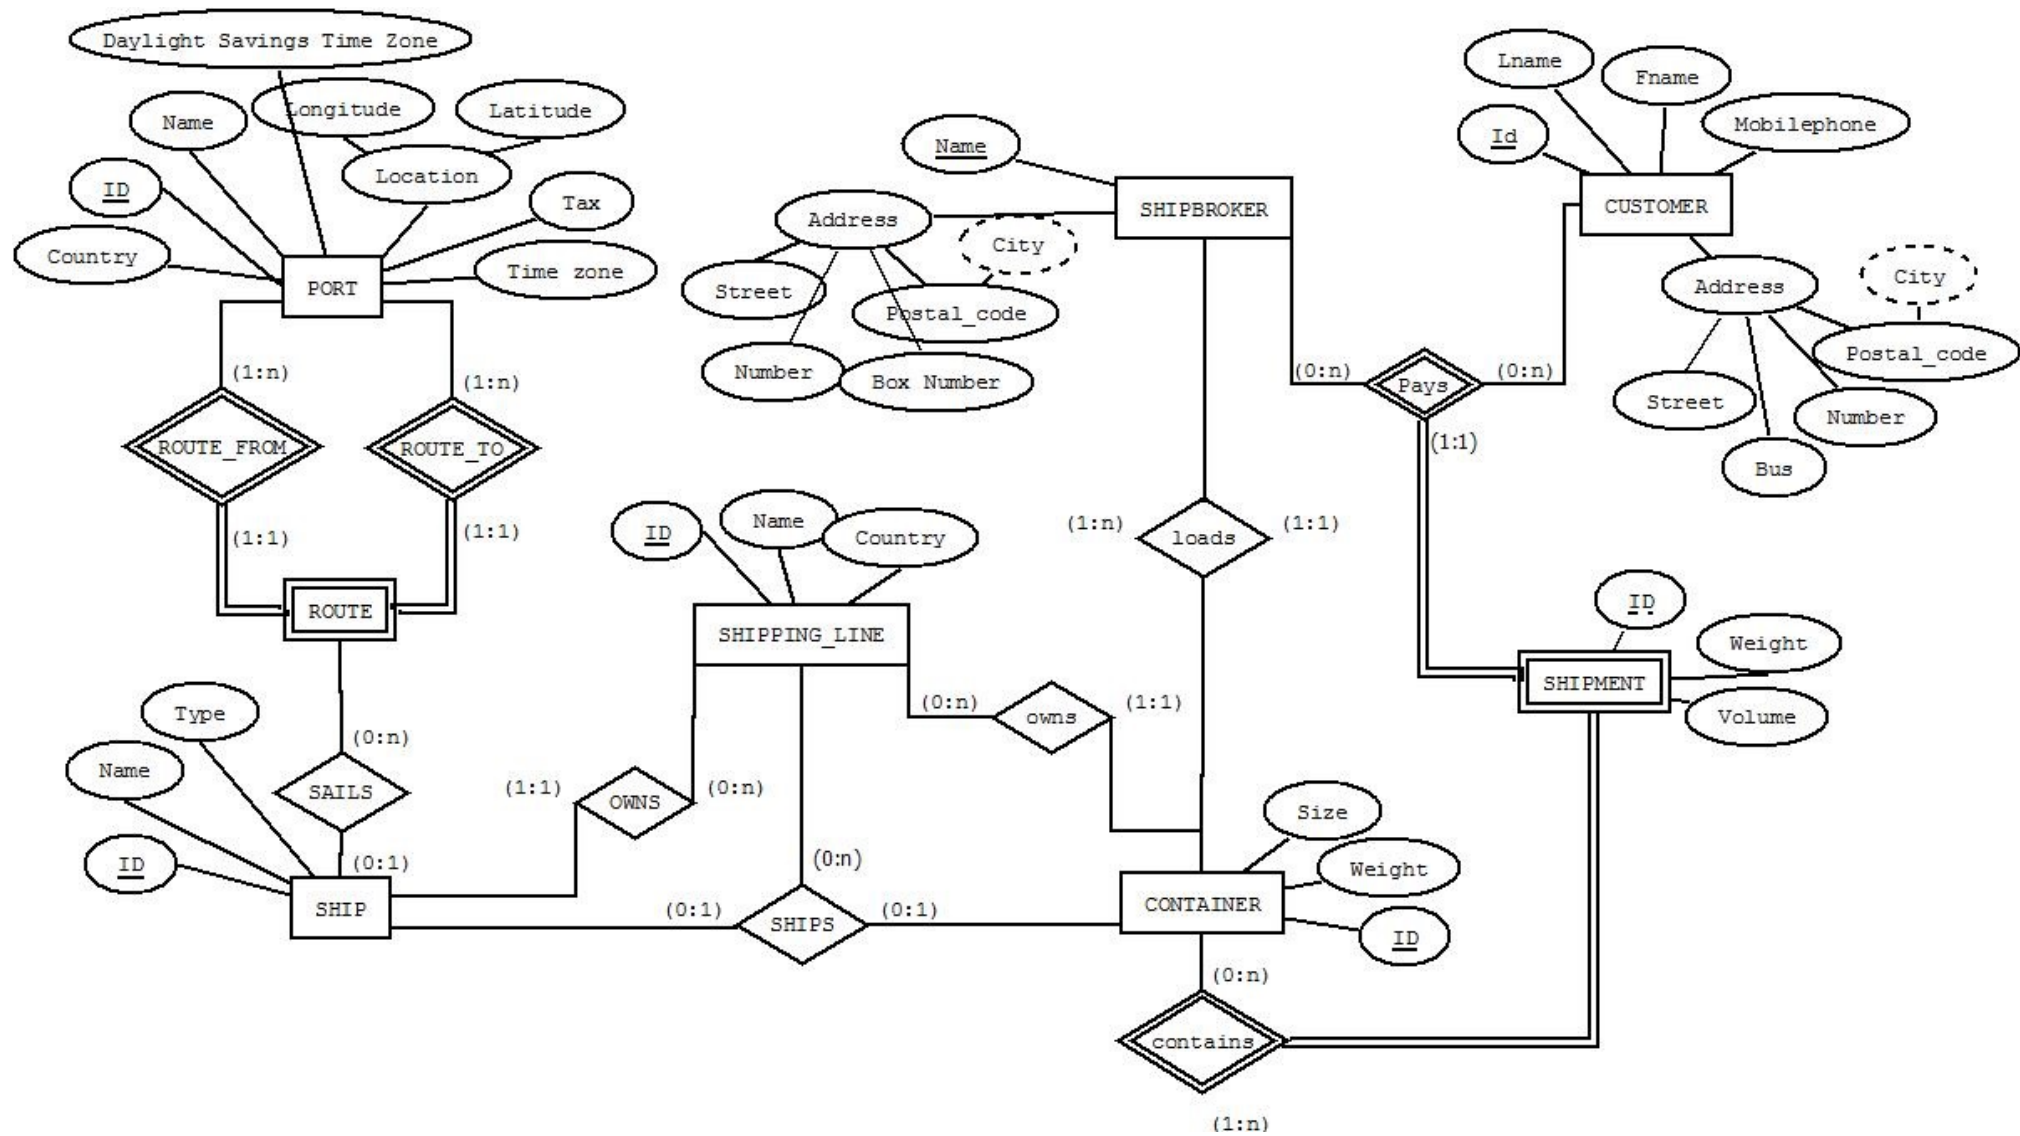 Daylight Savings Time Zone
Longitude
Latitude
Name
Location
ID
Tax
Country
Time zone
PORT
(1:n)
(1:n)
ROUTE_FROM
ROUTE_TO
(1:1)
(1:1)
ROUTE
Type
(0:n)
Name
SAILS
ID
(0:1)
SHIP
Name
SHIPBROKER
Address
City
Street
Postal_code
Number
Box Number
Lname
Fname
Id
Mobilephone
CUSTOMER
Address
City
Postal_code
Street
Number
Bus
(0:n)
Pays
(0:n)
(1:1)
ID
Name
Country
SHIPPING_LINE
(1:n)
loads
(1:1)
(0:n)
owns
(1:1)
(1:1)
OWNS
(0:n)
(0:n)
(0:1)
SHIPS
(0:1)
ID
Weight
SHIPMENT
Volume
Size
Weight
CONTAINER
ID
(0:n)
contains
(1:n)